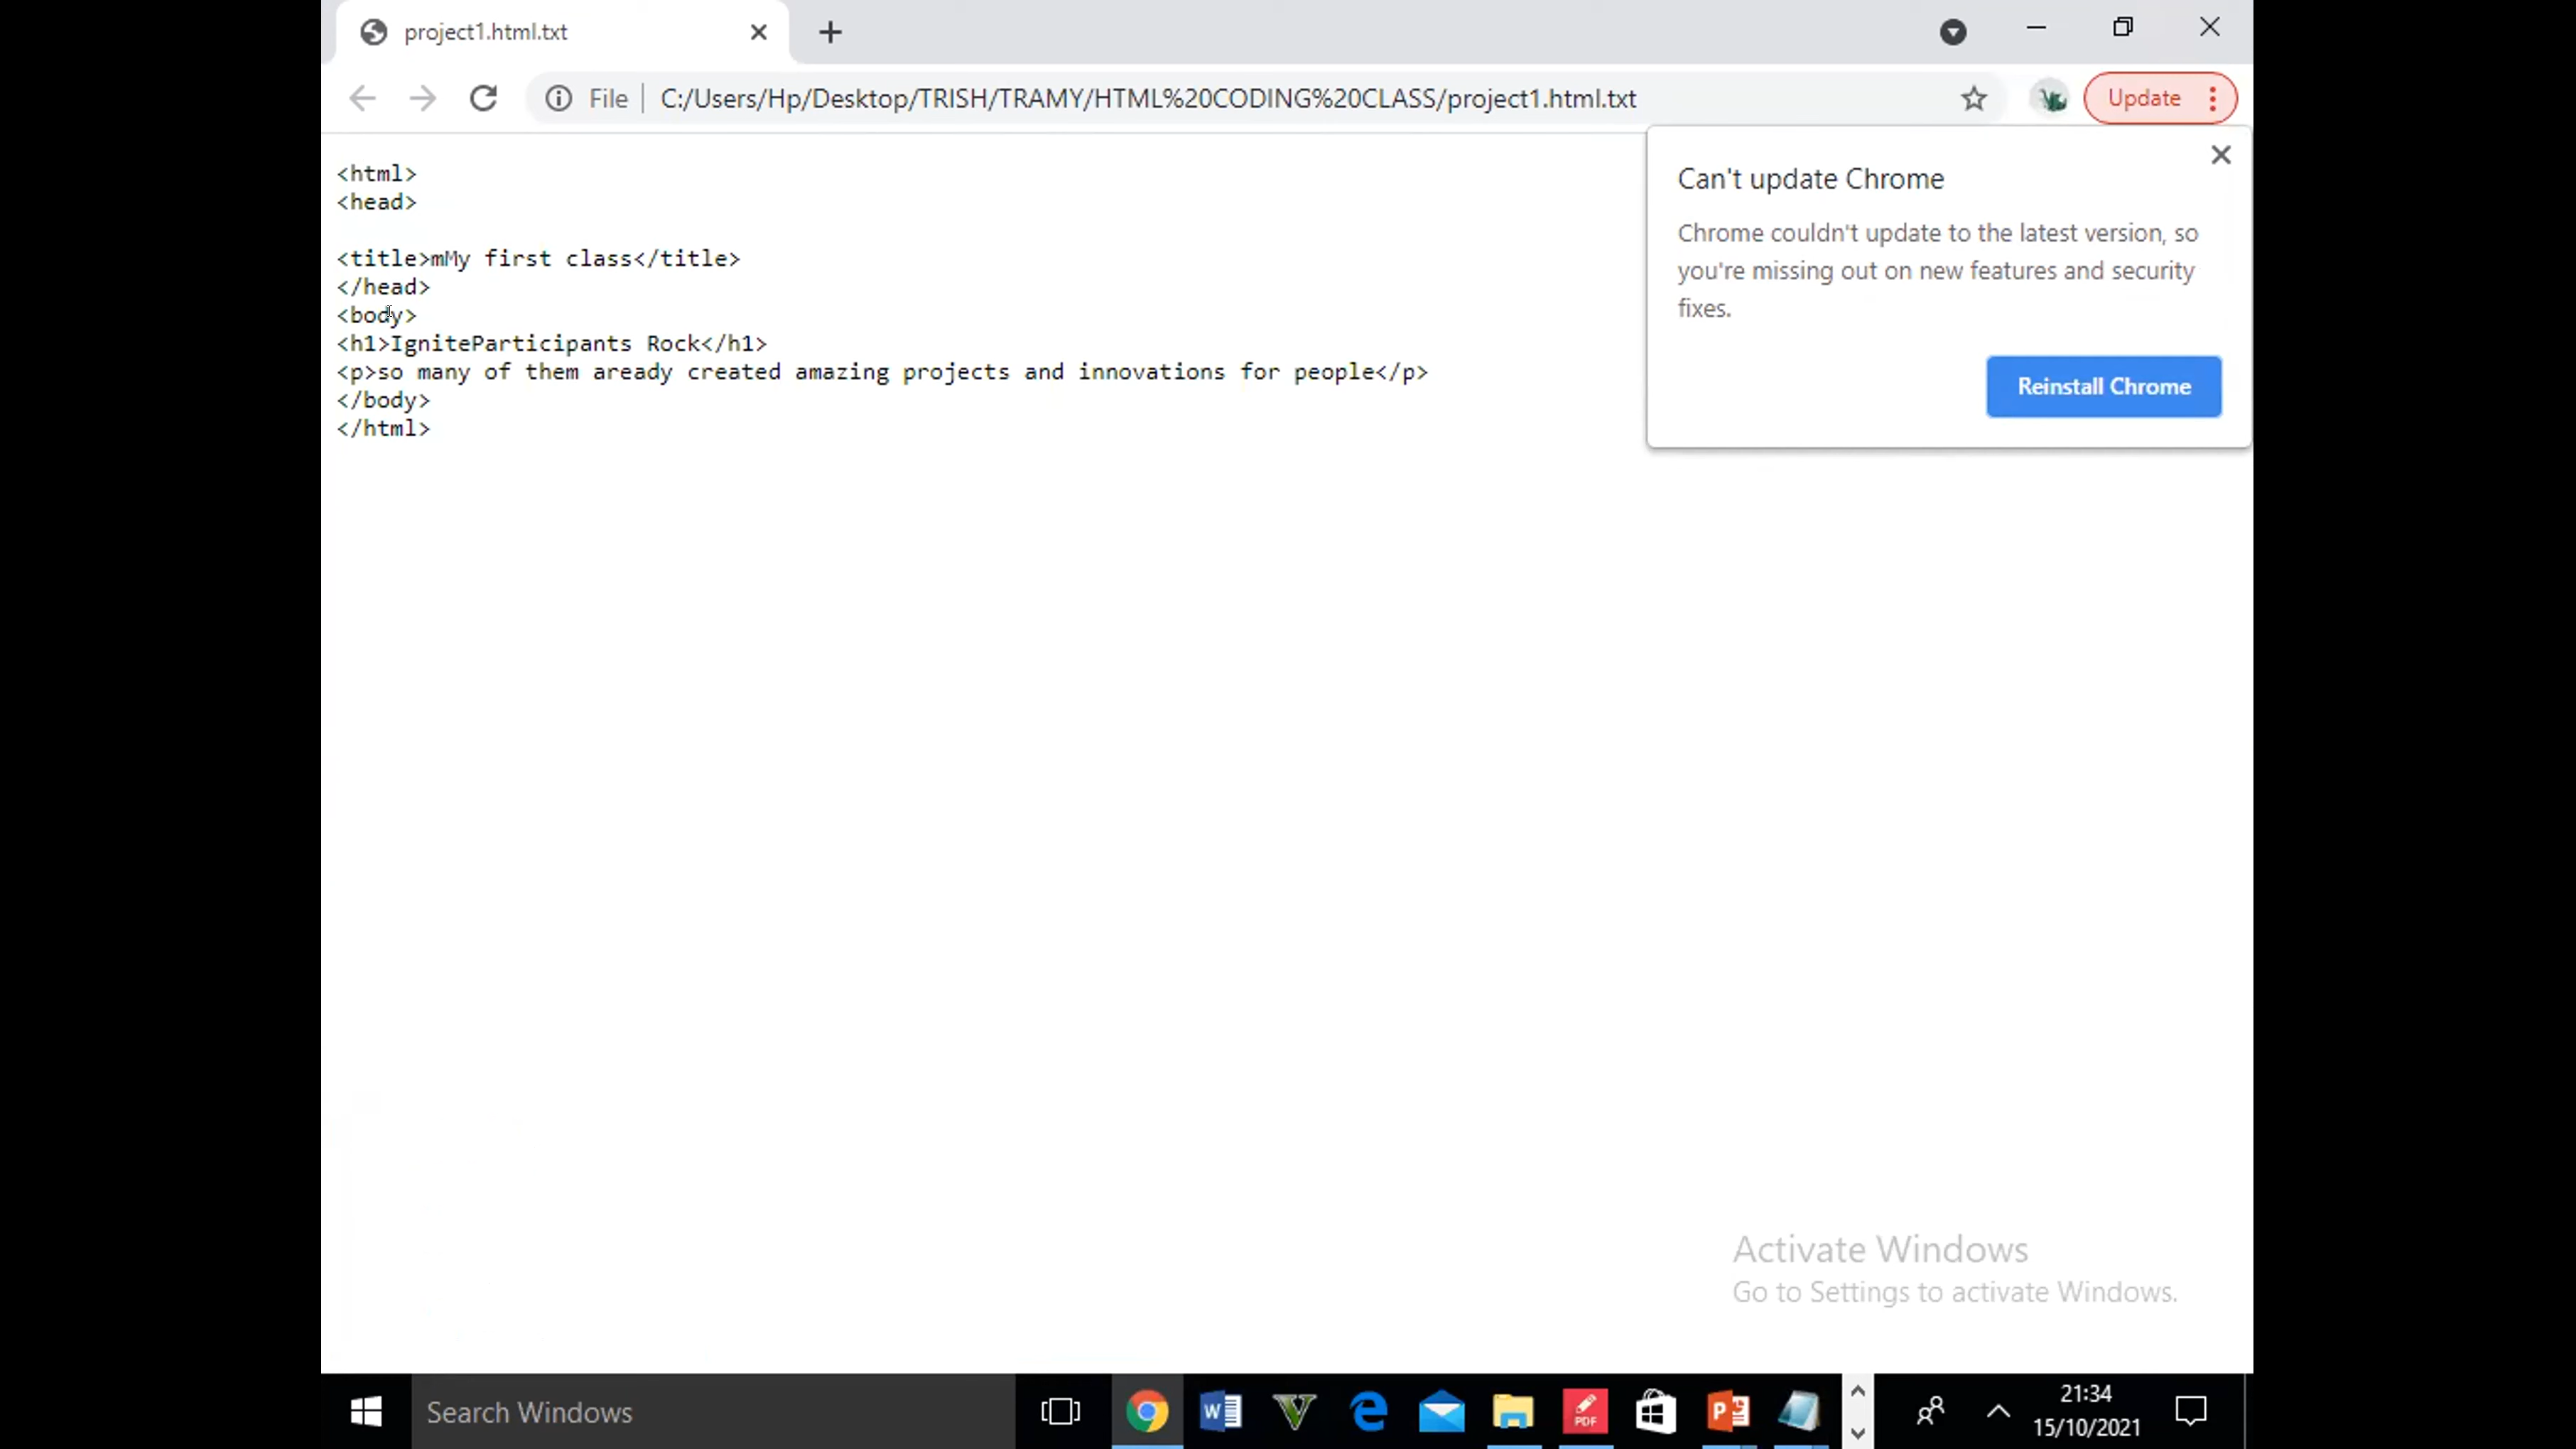 project1.html.txt
File
C:/Users/Hp/Desktop/TRISH/TRAMY/HTML%20CODING%20CLASS/project1.html.txt
Update
<html>
<head>
<title>mMy first class</title>
</head>
<body>
<h1>IgniteParticipants Rock</h1>
<p>so many of them aready created amazing projects and innovations for people</p>
</body>
</html>
Can't update Chrome
Chrome couldn't update to the latest version, so
you're missing out on new features and security
fixes.
Reinstall Chrome
Activate Windows
Go to Settings to activate Windows.
Search Windows
W
V
PDF
P
21:34
15/10/2021